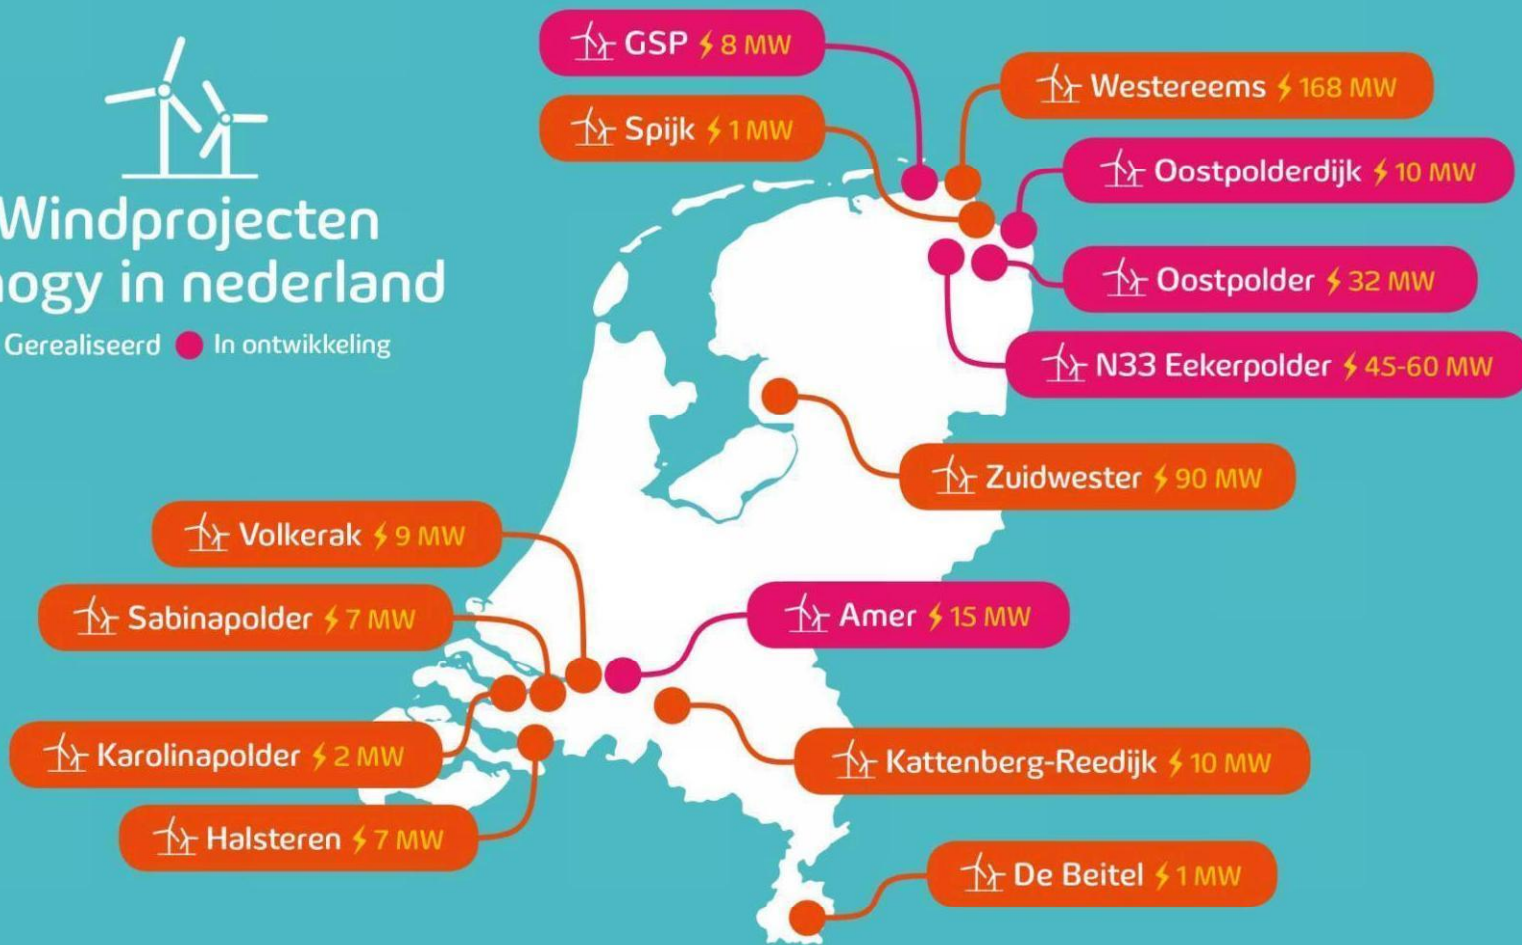 Windprojecten
nogy in nederland
Gerealiseerd In ontwikkeling
GSP 8 MW
Spijk 1 MW
Westereems 168 MW
Oostpolderdijk 10 MW
Oostpolder 32 MW
N33 Eekerpolder 45-60 MW
Zuidwester 90 MW
Volkerak 9 MW
Sabinapolder 7 MW
Amer 15 MW
Karolinapolder 2 MW
Kattenberg-Reedijk 10 MW
Halsteren 7 MW
De Beitel 1 MW